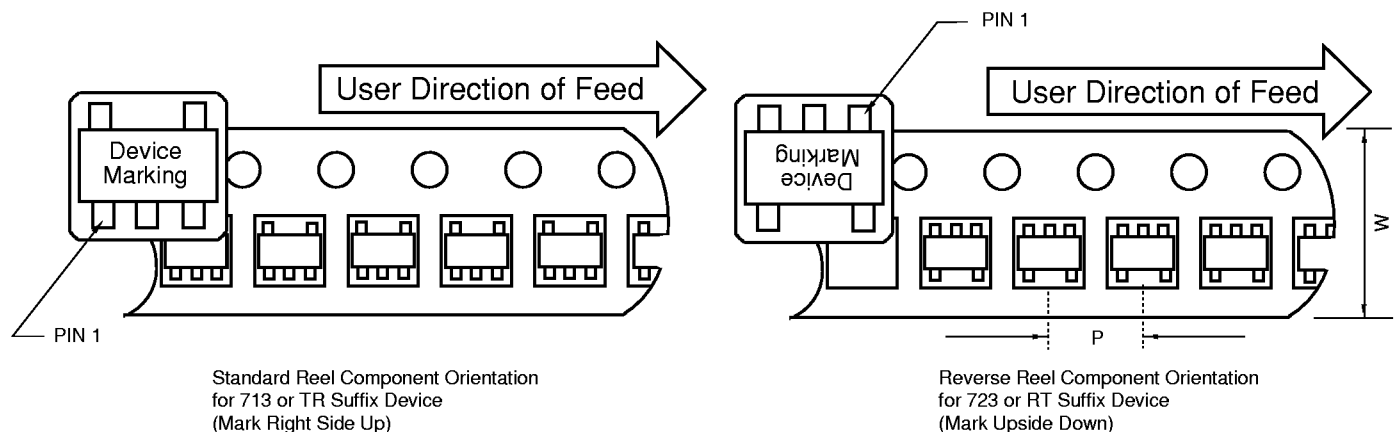 PIN 1
User Direction of Feed
User Direction of Feed
Device
Marking
Device
Marking
W
PIN 1
P
Standard Reel Component Orientation
for 713 or TR Suffix Device
(Mark Right Side Up)
Reverse Reel Component Orientation
for 723 or RT Suffix Device
(Mark Upside Down)